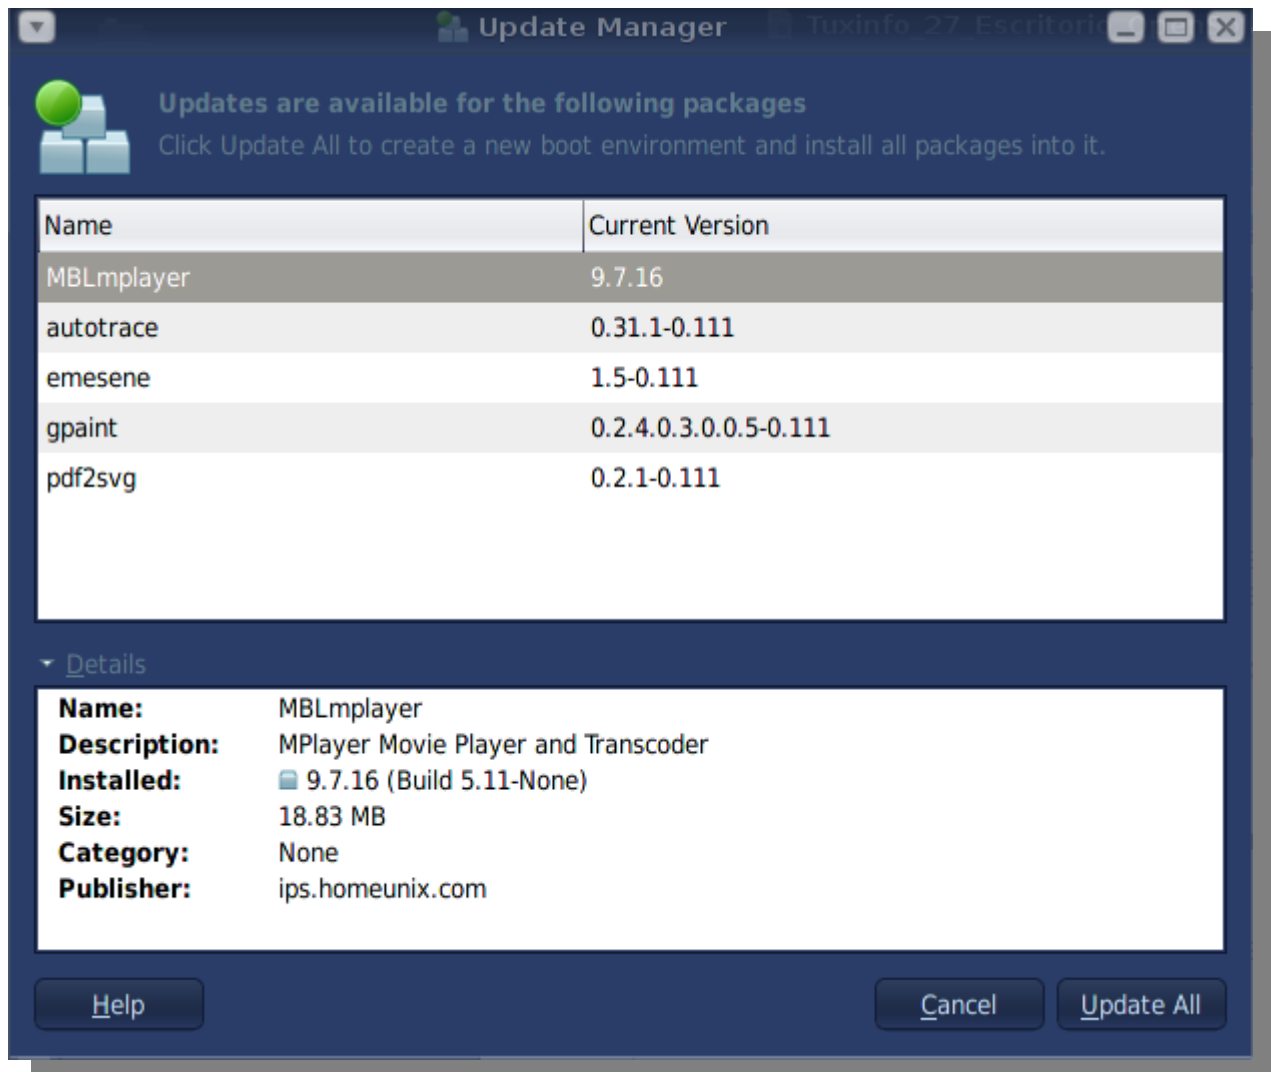 Update Manager
Tuxinfo_27_Escritorio
Updates are available for the following packages
Click Update All to create a new boot environment and install all packages into it.
Name Current Version
MBLmplayer 9.7.16
autotrace 0.31.1-0.111
emesene 1.5-0.111
gpaint 0.2.4.0.3.0.0.5-0.111
pdf2svg 0.2.1-0.111
Details
Name: MBLmplayer
Description: MPlayer Movie Player and Transcoder
Installed: 9.7.16 (Build 5.11-None)
Size: 18.83 MB
Category: None
Publisher: ips.homeunix.com
Help Cancel Update All